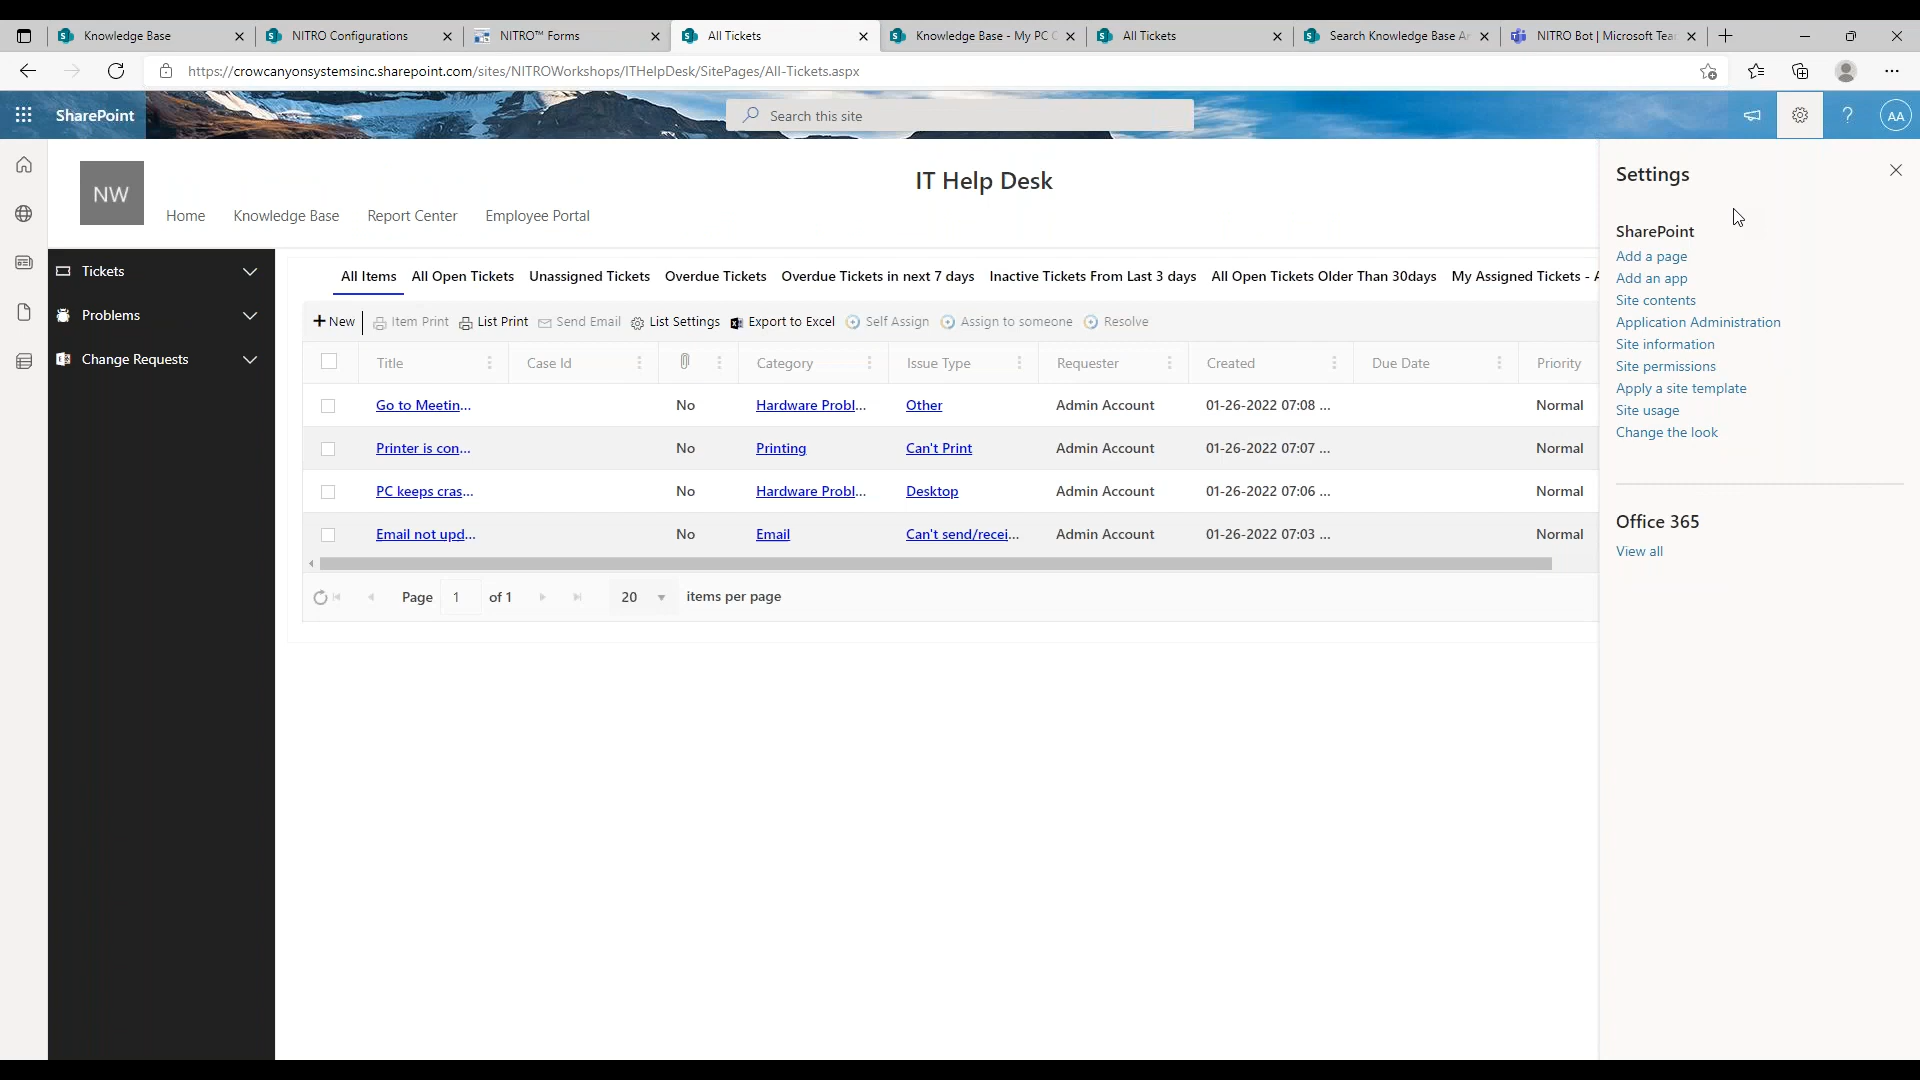 Knowledge Base
NITRO Configurations
NITRO™ Forms
All Tickets
Knowledge Base - My PC C
All Tickets
Search Knowledge Base Ar
NITRO Bot | Microsoft Tea
https://crowcanyonsystemsinc.sharepoint.com/sites/NITROWorkshops/ITHelpDesk/SitePages/All-Tickets.aspx
SharePoint
Search this site
AA
NW
IT Help Desk
Home Knowledge Base Report Center Employee Portal
Tickets
Problems
Change Requests
All Items All Open Tickets Unassigned Tickets Overdue Tickets Overdue Tickets in next 7 days Inactive Tickets From Last 3 days All Open Tickets Older Than 30days My Assigned Tickets - A
New Item Print List Print Send Email List Settings Export to Excel Self Assign Assign to someone Resolve
Title Case Id Category Issue Type Requester Created Due Date Priority
Go to Meetin... No Hardware Probl... Other Admin Account 01-26-2022 07:08 ... Normal
Printer is con... No Printing Can't Print Admin Account 01-26-2022 07:07 ... Normal
PC keeps cras... No Hardware Probl... Desktop Admin Account 01-26-2022 07:06 ... Normal
Email not upd... No Email Can't send/recei... Admin Account 01-26-2022 07:03 ... Normal
Page 1 of 1 20 items per page
Settings
SharePoint
Add a page
Add an app
Site contents
Application Administration
Site information
Site permissions
Apply a site template
Site usage
Change the look
Office 365
View all